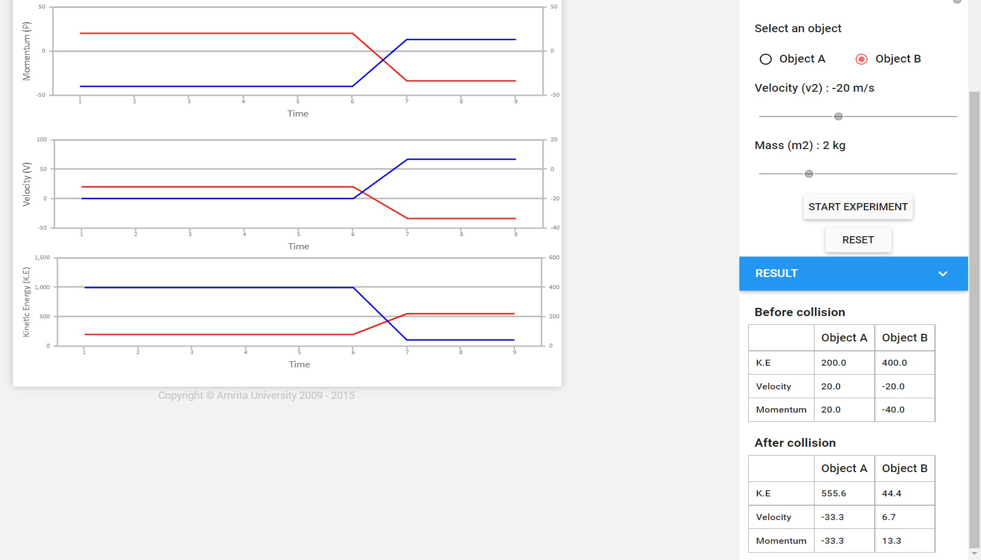 50
50
Momentum (P)
0
0
-50
-50
1 2 3 4 5 6 7 8 9
Time
100
20
50
0
Velocity (V)
0
-20
-50
-40
1 2 3 4 5 6 7 8 9
Time
1,500
600
1,000
400
Kinetic Energy (K.E)
500
200
0
0
1 2 3 4 5 6 7 8 9
Time
Copyright © Amrita University 2009 - 2015
Select an object
Object A Object B
Velocity (v2) : -20 m/s
Mass (m2) : 2 kg
START EXPERIMENT
RESET
RESULT
Before collision
Object A Object B
K.E 200.0 400.0
Velocity 20.0 -20.0
Momentum 20.0 -40.0
After collision
Object A Object B
K.E 555.6 44.4
Velocity -33.3 6.7
Momentum -33.3 13.3